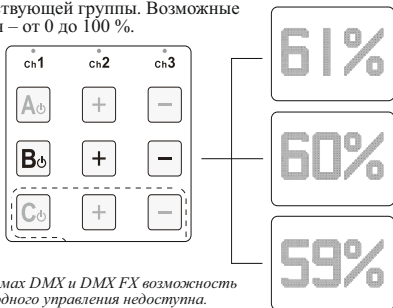 ствующей группы. Возможные
– от 0 до 100 %.
ch1 ch2 ch3
A + −
B + −
C + −
61%
60%
59%
мах DMX и DMX FX возможность
одного управления недоступна.